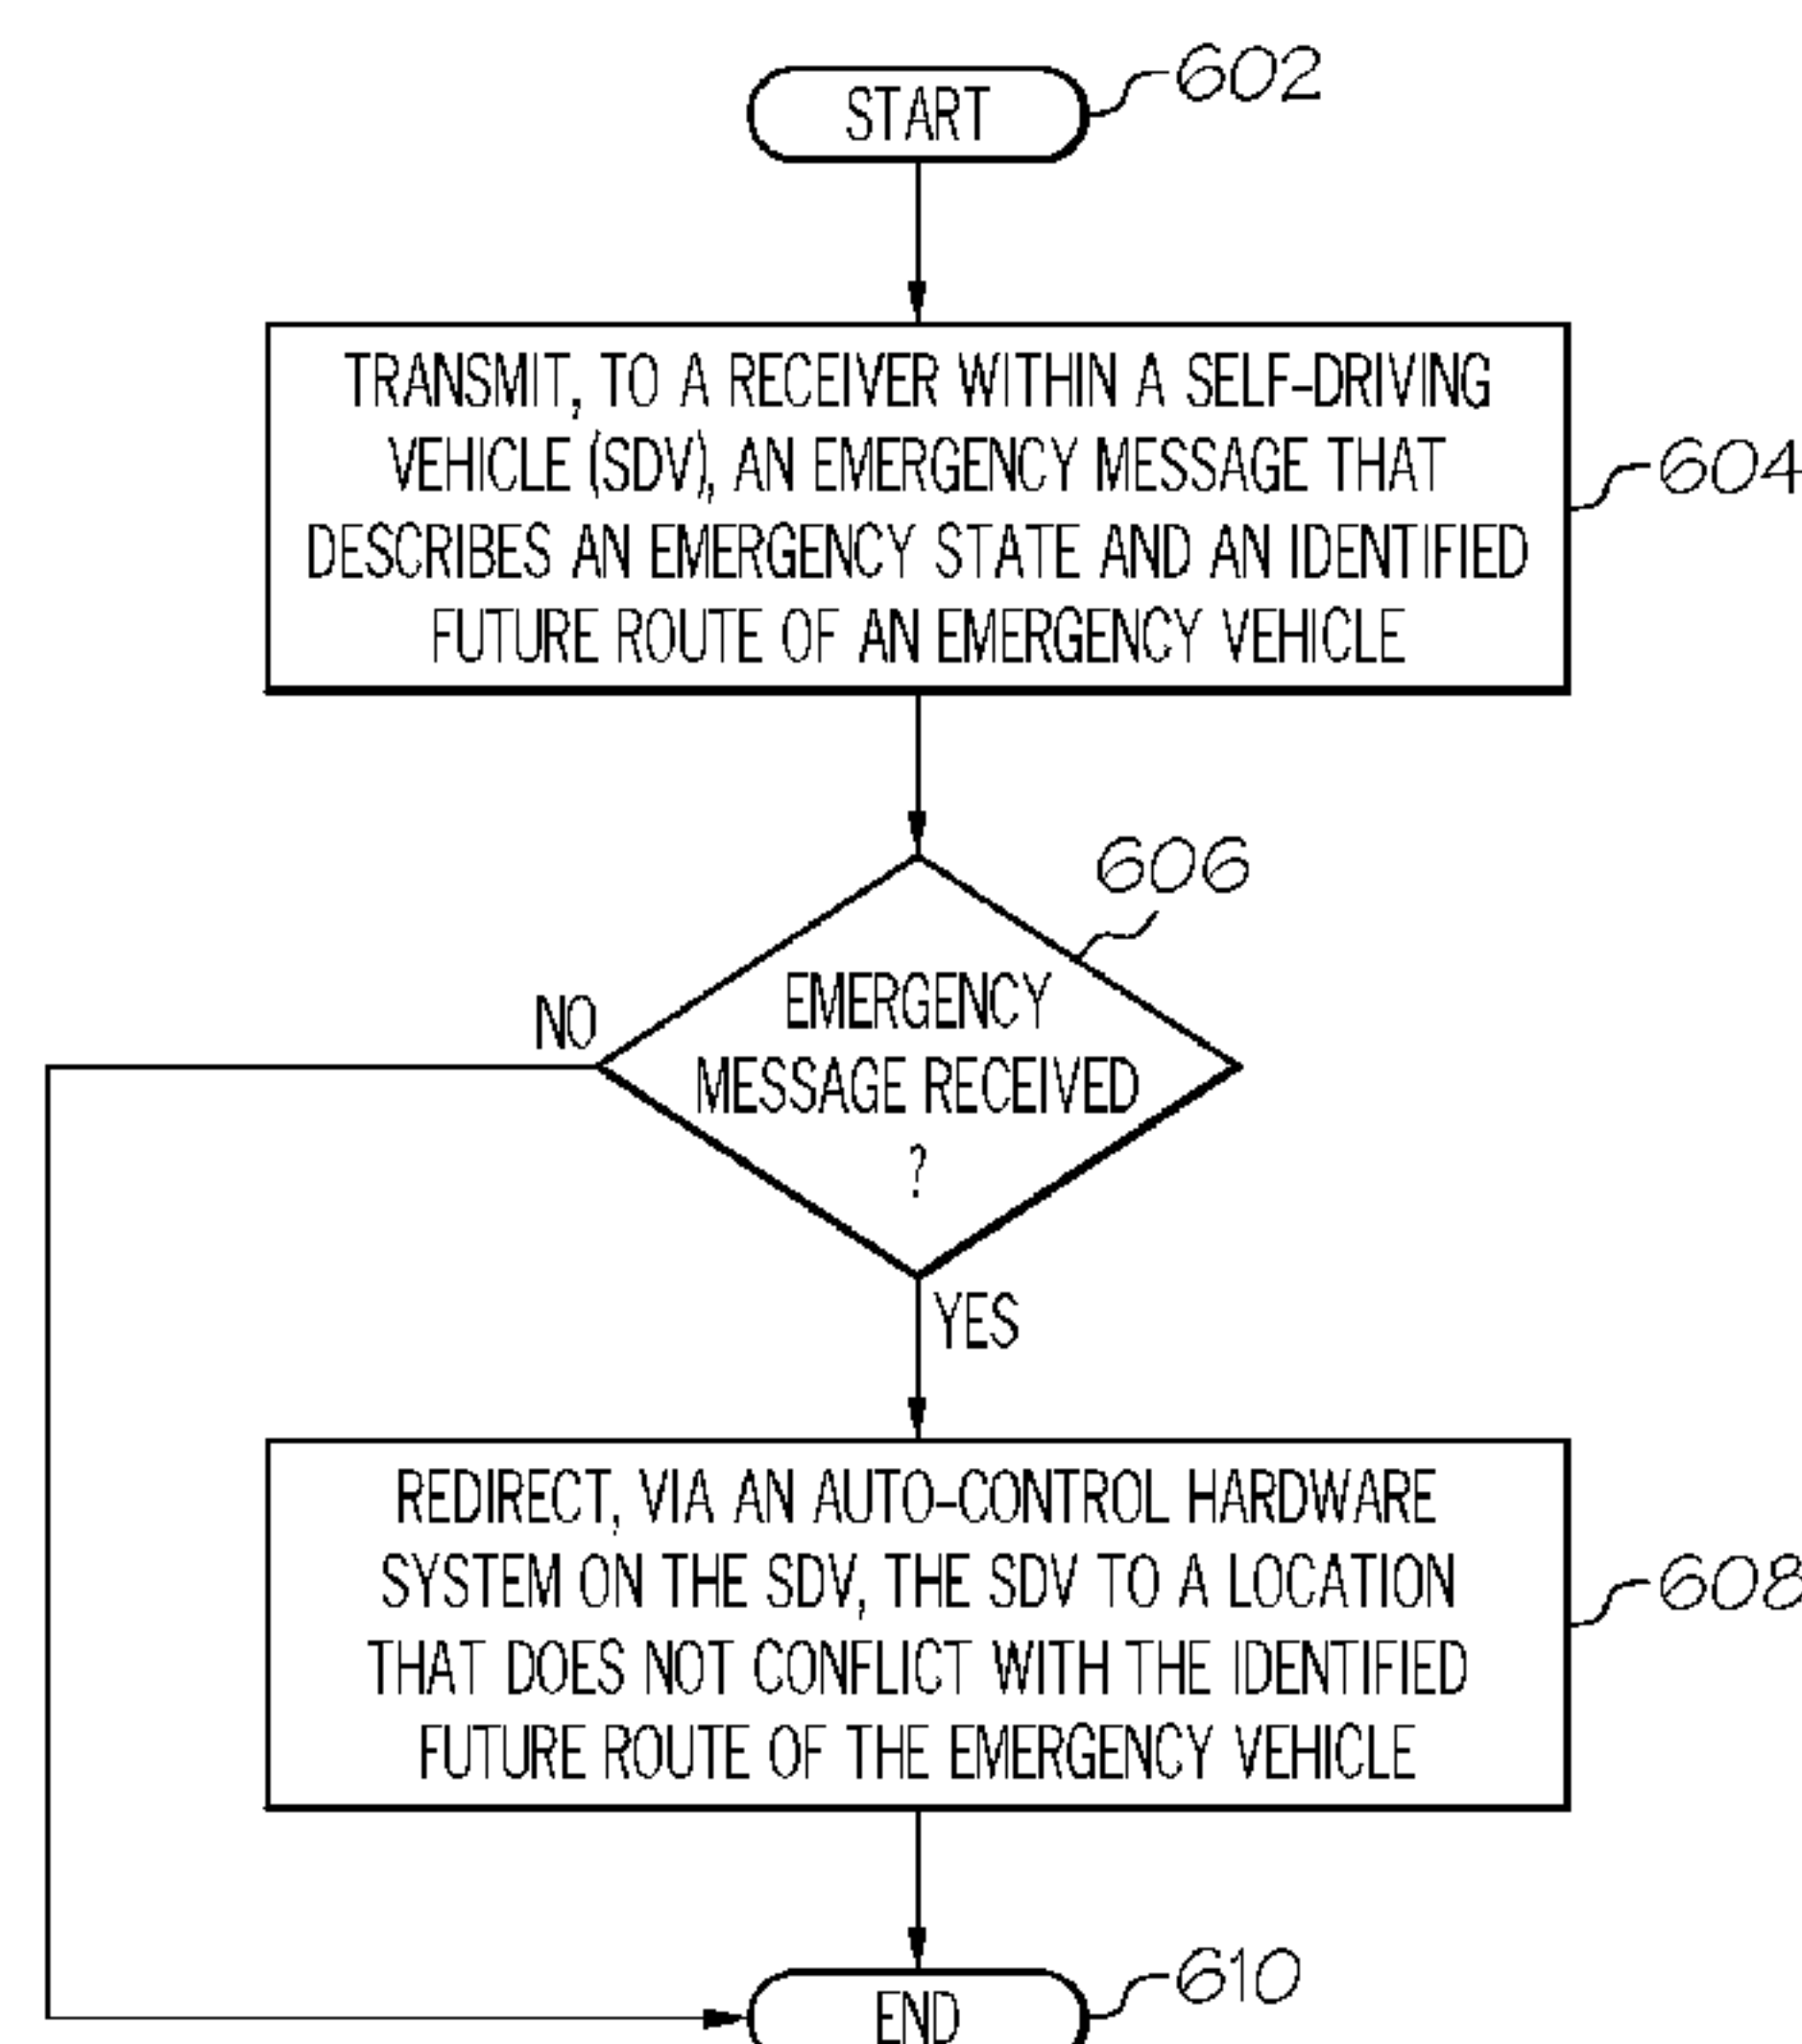 START
602
TRANSMIT, TO A RECEIVER WITHIN A SELF-DRIVING
VEHICLE (SDV), AN EMERGENCY MESSAGE THAT
DESCRIBES AN EMERGENCY STATE AND AN IDENTIFIED
FUTURE ROUTE OF AN EMERGENCY VEHICLE
604
606
EMERGENCY
MESSAGE RECEIVED
?
NO
YES
REDIRECT, VIA AN AUTO-CONTROL HARDWARE
SYSTEM ON THE SDV, THE SDV TO A LOCATION
THAT DOES NOT CONFLICT WITH THE IDENTIFIED
FUTURE ROUTE OF THE EMERGENCY VEHICLE
608
END
610